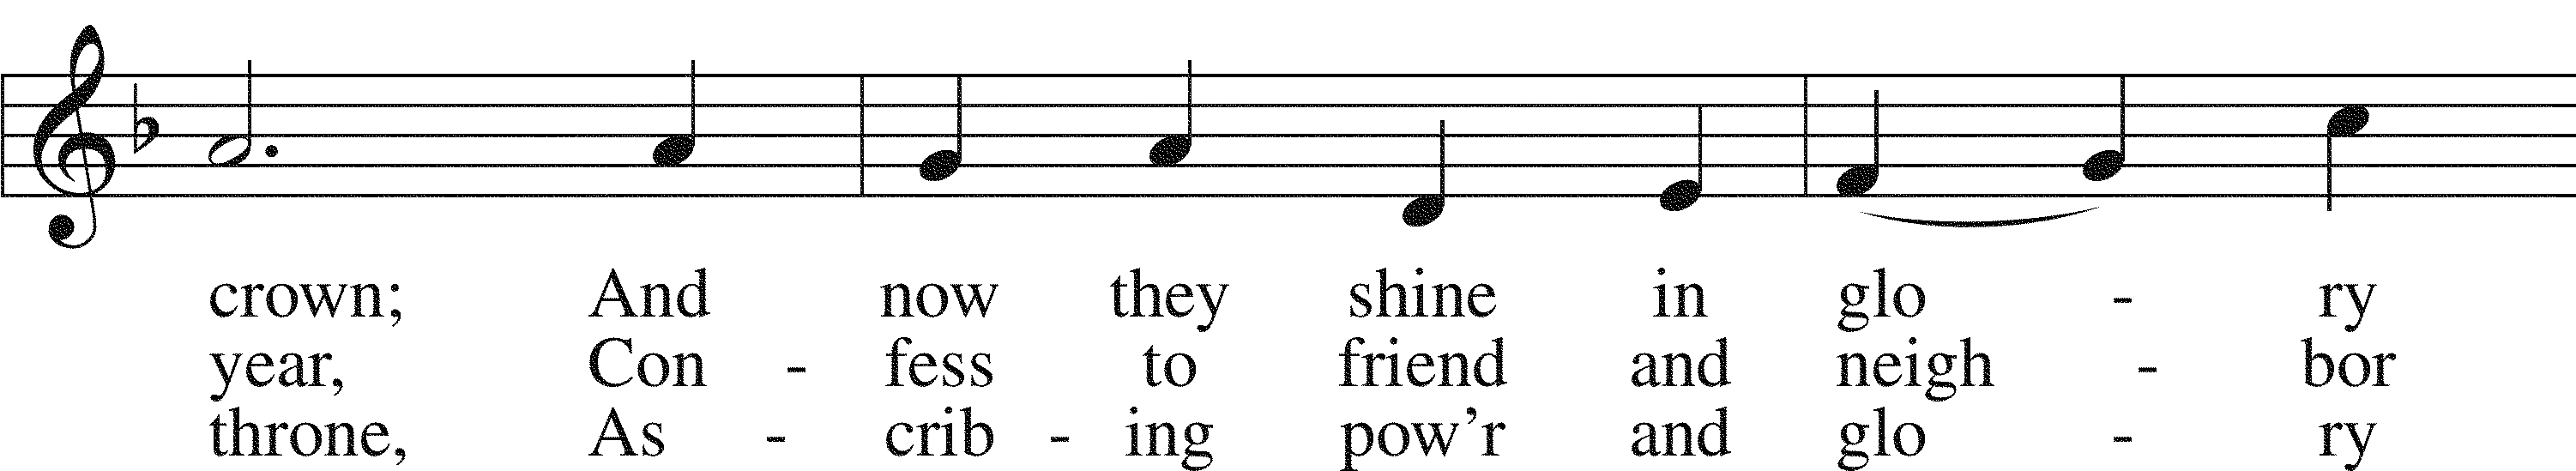 crown; And now they shine in glo - ry
year, Con - fess to friend and neigh - bor
throne, As - crib - ing pow'r and glo - ry